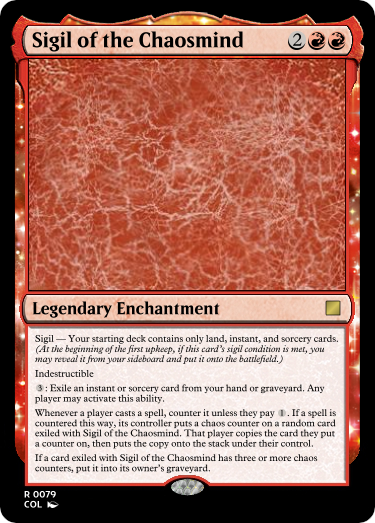 Sigil of the Chaosmind 2
Legendary Enchantment
Sigil — Your starting deck contains only land, instant, and sorcery cards.
(At the beginning of the first upkeep, if this card's sigil condition is met, you
may reveal it from your sideboard and put it onto the battlefield.)
Indestructible
3: Exile an instant or sorcery card from your hand or graveyard. Any
player may activate this ability.
Whenever a player casts a spell, counter it unless they pay 1. If a spell is
countered this way, its controller puts a chaos counter on a random card
exiled with Sigil of the Chaosmind. That player copies the card they put
a counter on, then puts the copy onto the stack under their control.
If a card exiled with Sigil of the Chaosmind has three or more chaos
counters, put it into its owner's graveyard.
R 0079
COL